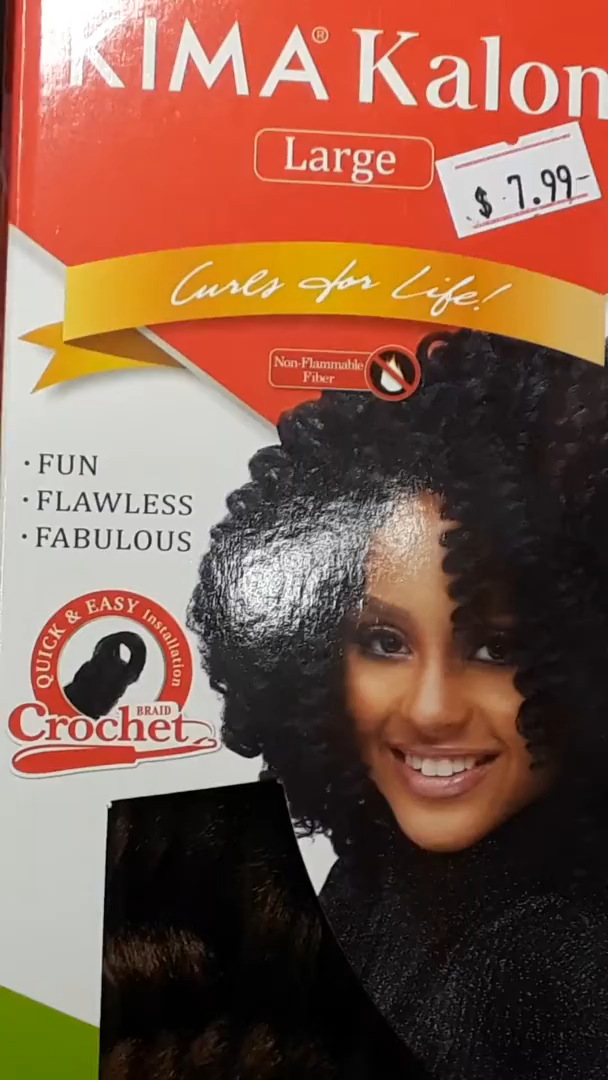 KIMA® Kalon
Large
$ 7.99-
Curls for Life!
Non-Flammable
Fiber
· FUN
· FLAWLESS
· FABULOUS
QUICK & EASY Installation
BRAID
Crochet